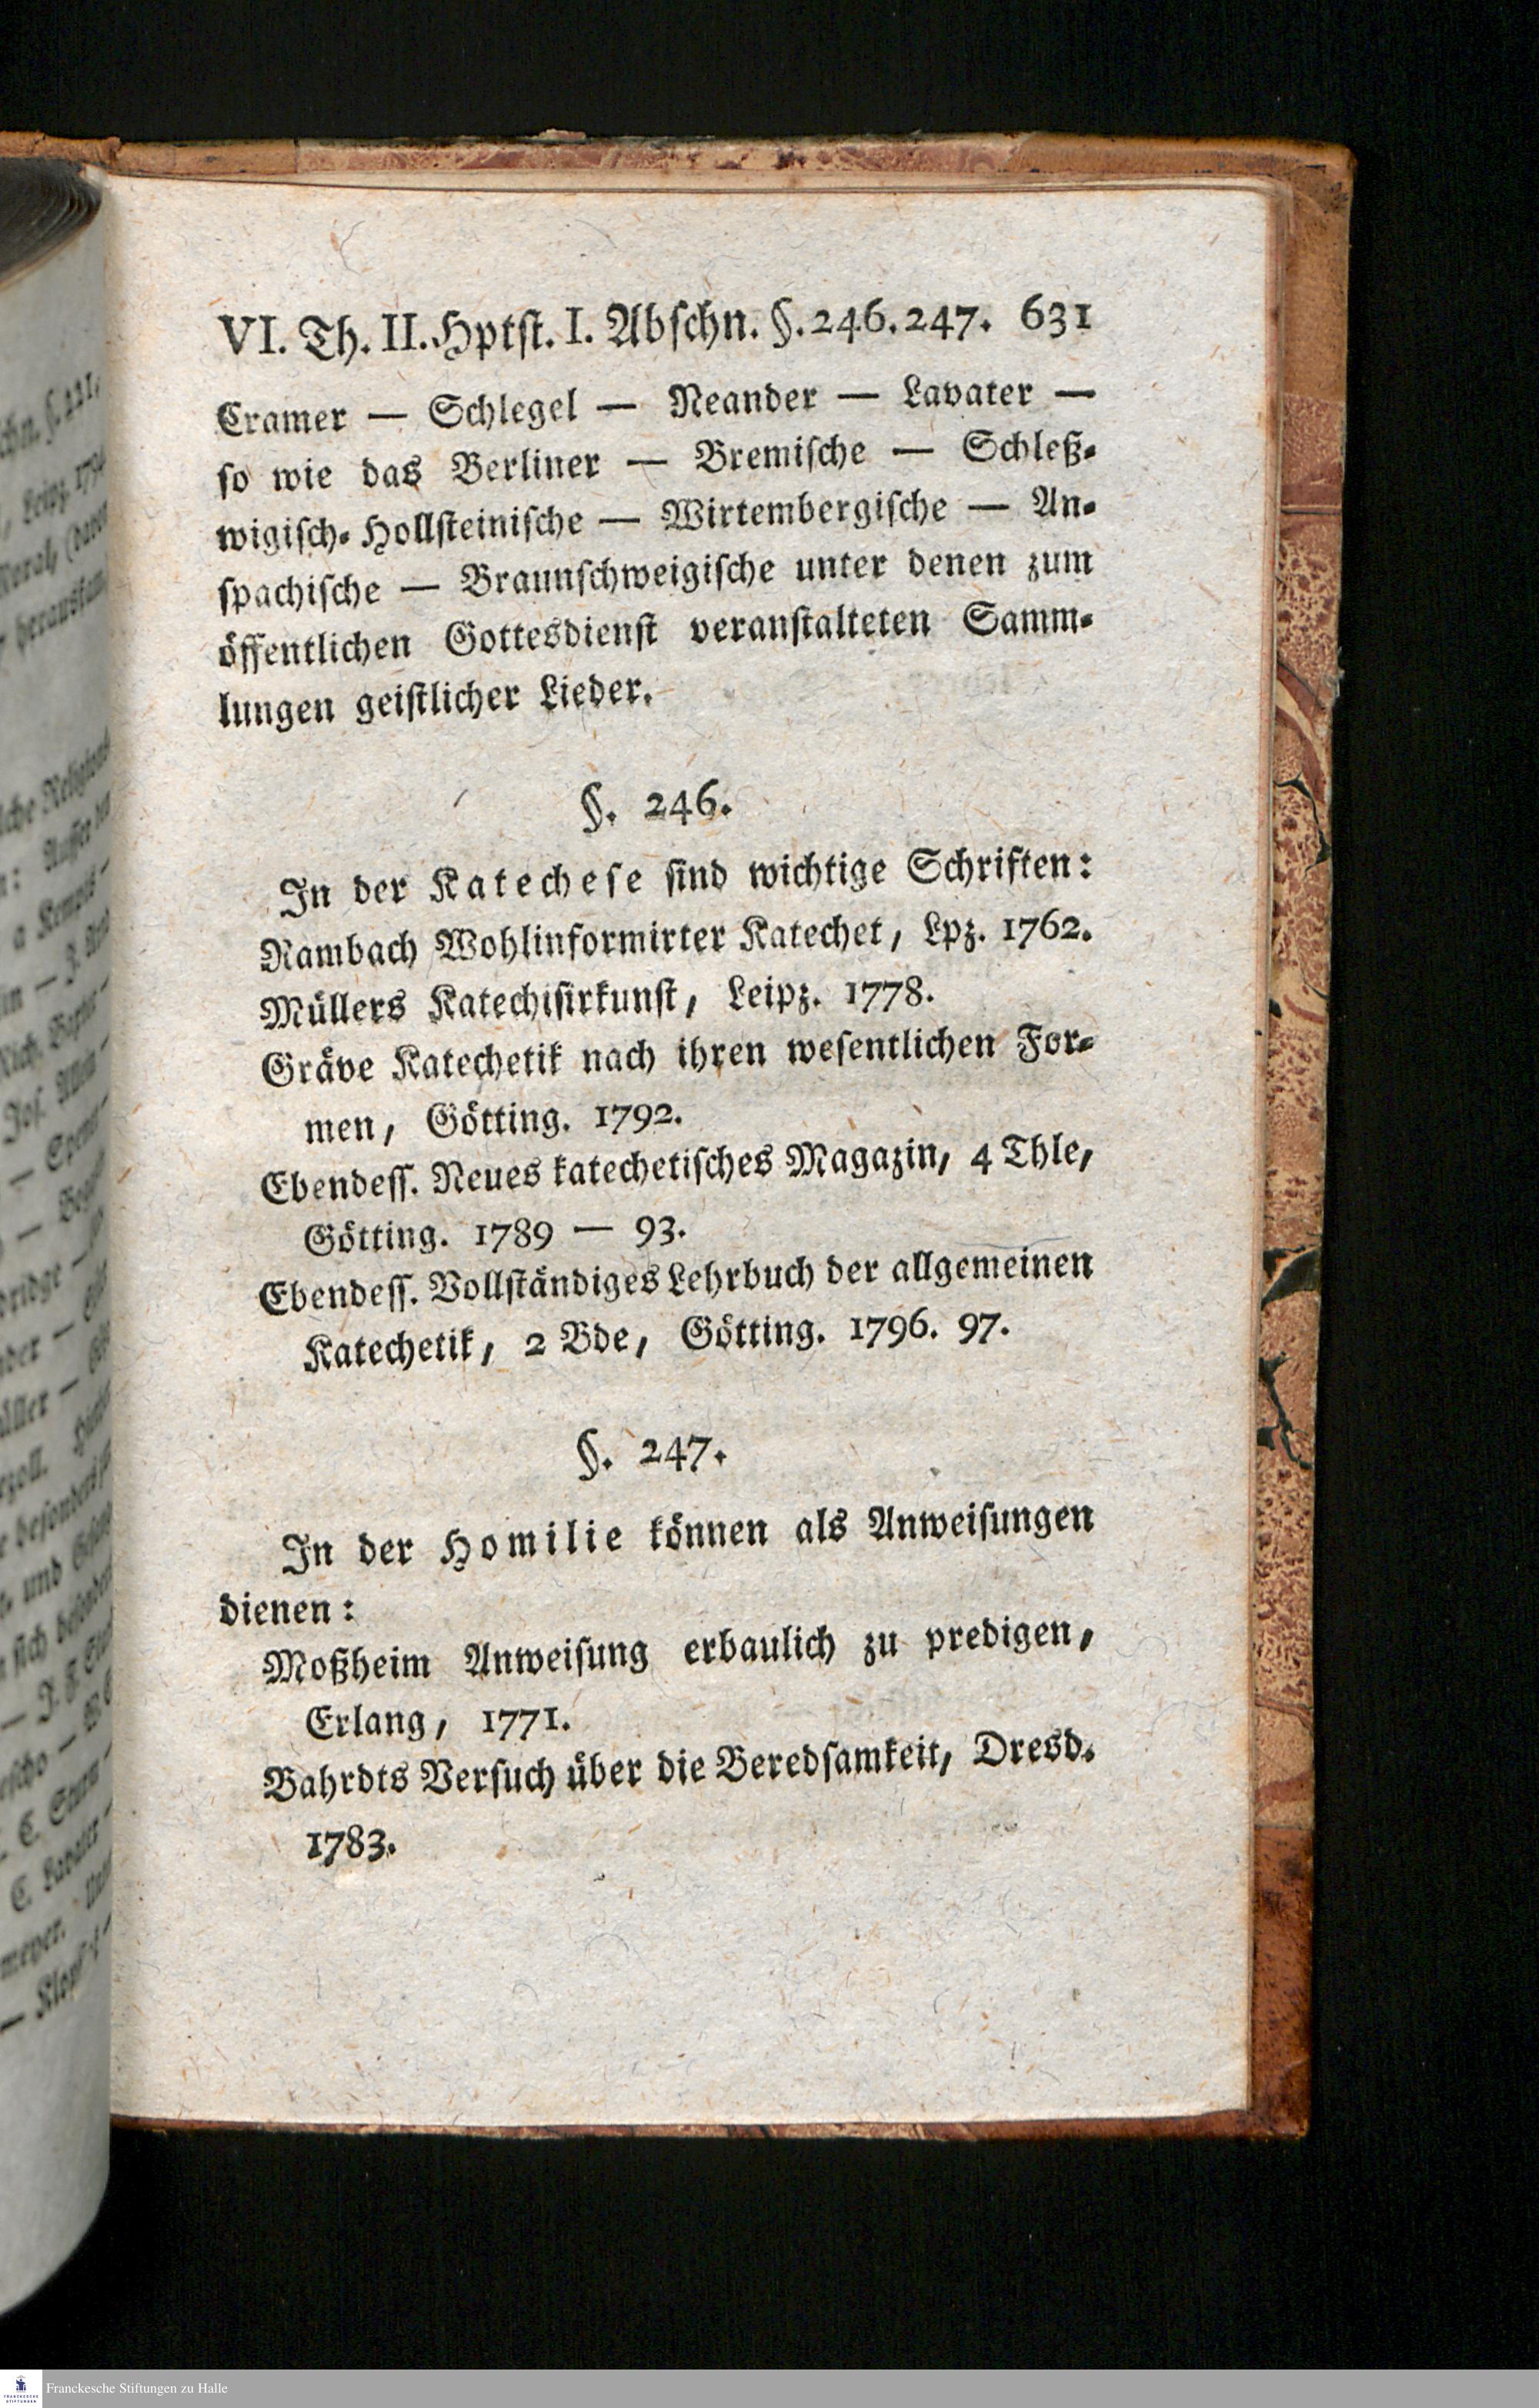 VI. Th. II. Hptst. I. Abschn. §. 246. 247. 631
Cramer — Schlegel — Neander — Lavater —
so wie das Berliner — Bremische — Schleß-
wigisch-Hollsteinische — Wirtembergische — An-
spachische — Braunschweigische unter denen zum
öffentlichen Gottesdienst veranstalteten Samm-
lungen geistlicher Lieder.
§. 246.
In der Katechese sind wichtige Schriften:
Rambach Wohlinformirter Katechet, Lpz. 1762.
Müllers Katechisirkunst, Leipz. 1778.
Gräve Katechetik nach ihren wesentlichen For-
men, Götting. 1792.
Ebendess. Neues katechetisches Magazin, 4 Thle,
Götting. 1789 — 93.
Ebendess. Vollständiges Lehrbuch der allgemeinen
Katechetik, 2 Bde, Götting. 1796. 97.
§. 247.
In der Homilie können als Anweisungen
dienen:
Moßheim Anweisung erbaulich zu predigen,
Erlang, 1771.
Bahrdts Versuch über die Beredsamkeit, Dresd.
1783.
Franckesche Stiftungen zu Halle